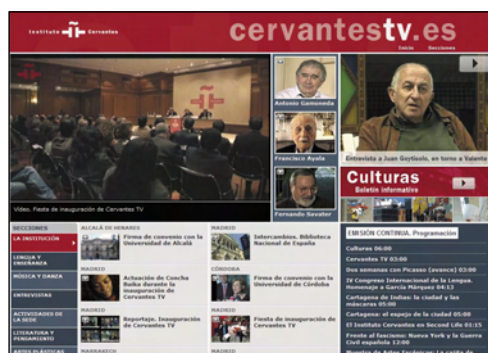 Instituto Cervantes
cervantestv.es
Inicio Secciones
Antonio Gamoneda
Francisco Ayala
Fernando Savater
Entrevista a Juan Goytisolo, en torno a Valente
Vídeo. Fiesta de inauguración de Cervantes TV
Culturas
Boletín informativo
SECCIONES
LA INSTITUCIÓN
LENGUA Y
ENSEÑANZA
MÚSICA Y DANZA
ENTREVISTAS
ACTIVIDADES DE
LA SEDE
LITERATURA Y
PENSAMIENTO
ARTES PLÁSTICAS
ALCALÁ DE HENARES
Firma de convenio con la
Universidad de Alcalá
MADRID
Actuación de Concha
Buika durante la
inauguración de
Cervantes TV
MADRID
Reportaje. Inauguración
de Cervantes TV
MARRAKECH
MADRID
Intercambios. Biblioteca
Nacional de España
CÓRDOBA
Firma de convenio con la
Universidad de Córdoba
MADRID
Fiesta de inauguración de
Cervantes TV
MADRID
EMISIÓN CONTINUA. Programación
Culturas 06:00
Cervantes TV 03:00
Dos semanas con Picasso (avance) 03:00
IV Congreso Internacional de la Lengua.
Homenaje a García Márquez 04:13
Cartagena de Indias: la ciudad y las
máscaras 05:00
Cartagena: el espejo de la ciudad 05:00
El Instituto Cervantes en Second Life 01:15
Frente al fascismo: Nueva York y la Guerra
Civil española 12:00